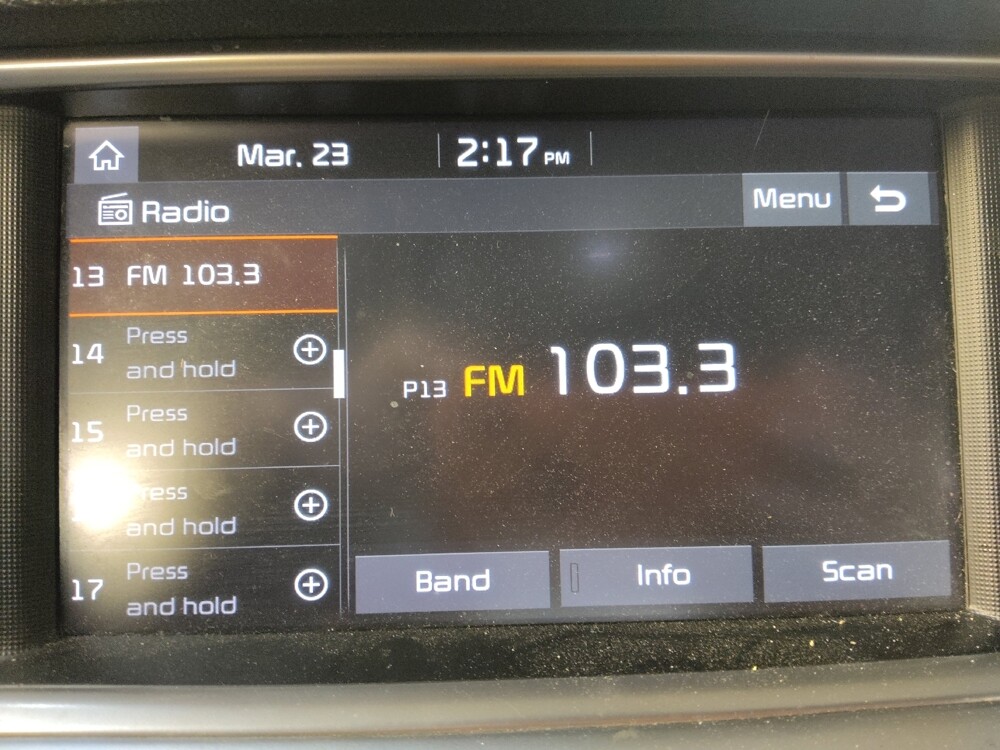 Mar. 23 2:17 PM
Radio Menu
13 FM 103.3
14 Press
and hold
15 Press
and hold
and hold
17 Press
and hold
P13 FM 103.3
Band Info Scan